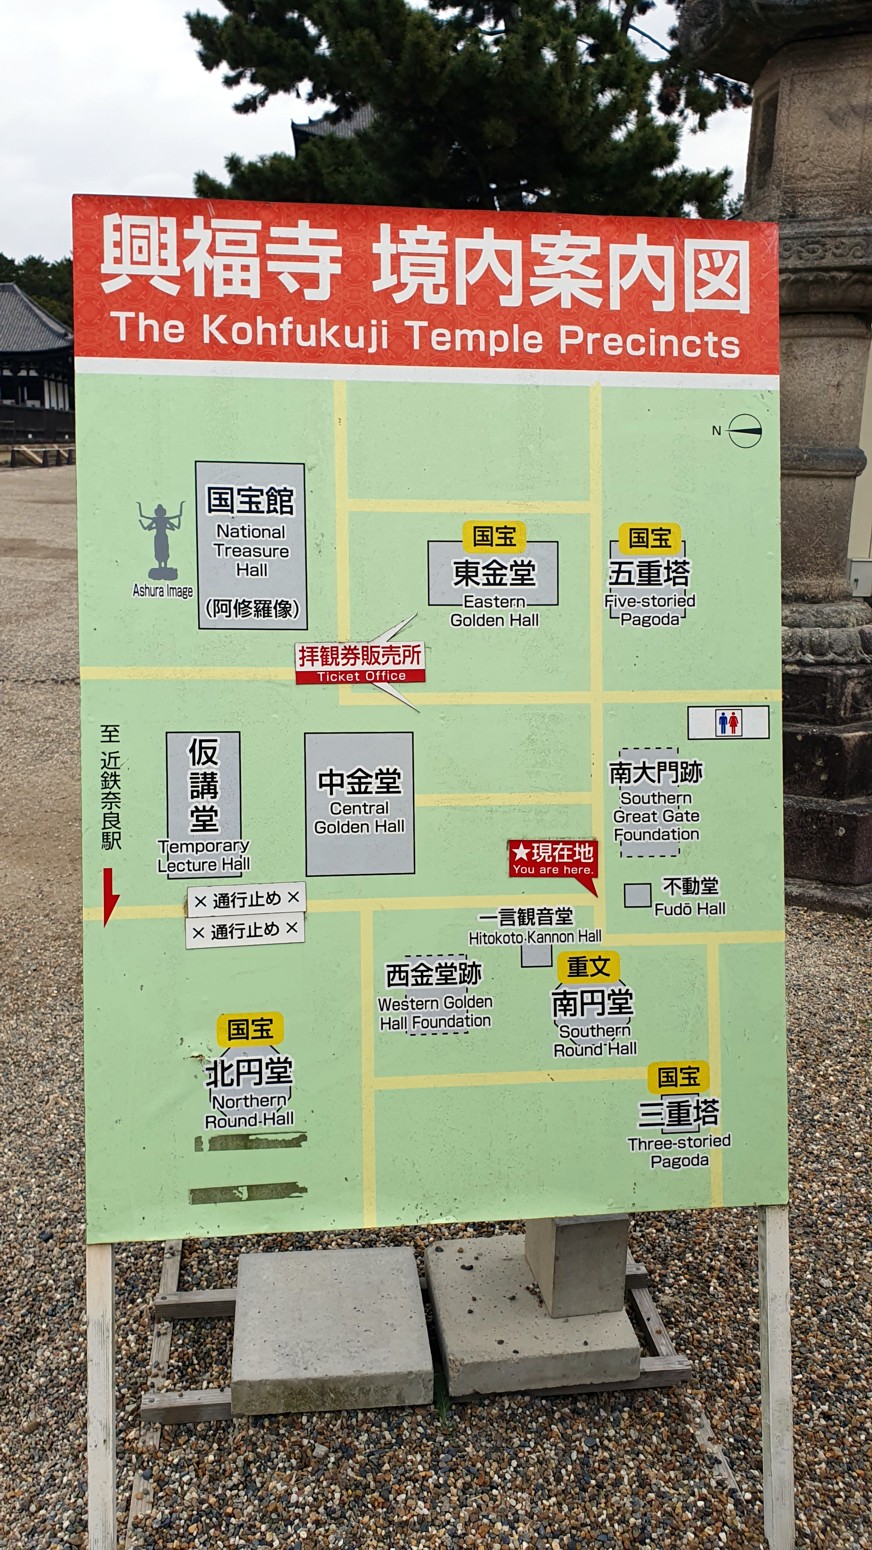 興福寺 境内案内図
The Kohfukuji Temple Precincts
N
国宝館
National
Treasure
Hall
(阿修羅像)
Ashura Image
国宝
東金堂
Eastern
Golden Hall
国宝
五重塔
Five-storied
Pagoda
拝観券販売所
Ticket Office
至 近鉄奈良駅
仮講堂
Temporary
Lecture Hall
中金堂
Central
Golden Hall
南大門跡
Southern
Great Gate
Foundation
★現在地
You are here.
不動堂
Fudō Hall
× 通行止め ×
× 通行止め ×
一言観音堂
Hitokoto Kannon Hall
西金堂跡
Western Golden
Hall Foundation
重文
南円堂
Southern
Round Hall
国宝
北円堂
Northern
Round Hall
国宝
三重塔
Three-storied
Pagoda